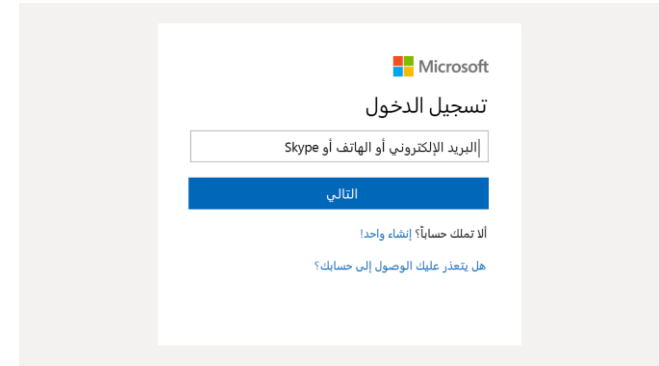 Microsoft
تسجيل الدخول
البريد الإلكتروني أو الهاتف أو Skype
التالي
ألا تملك حساباً؟ إنشاء واحد!
هل يتعذر عليك الوصول إلى حسابك؟